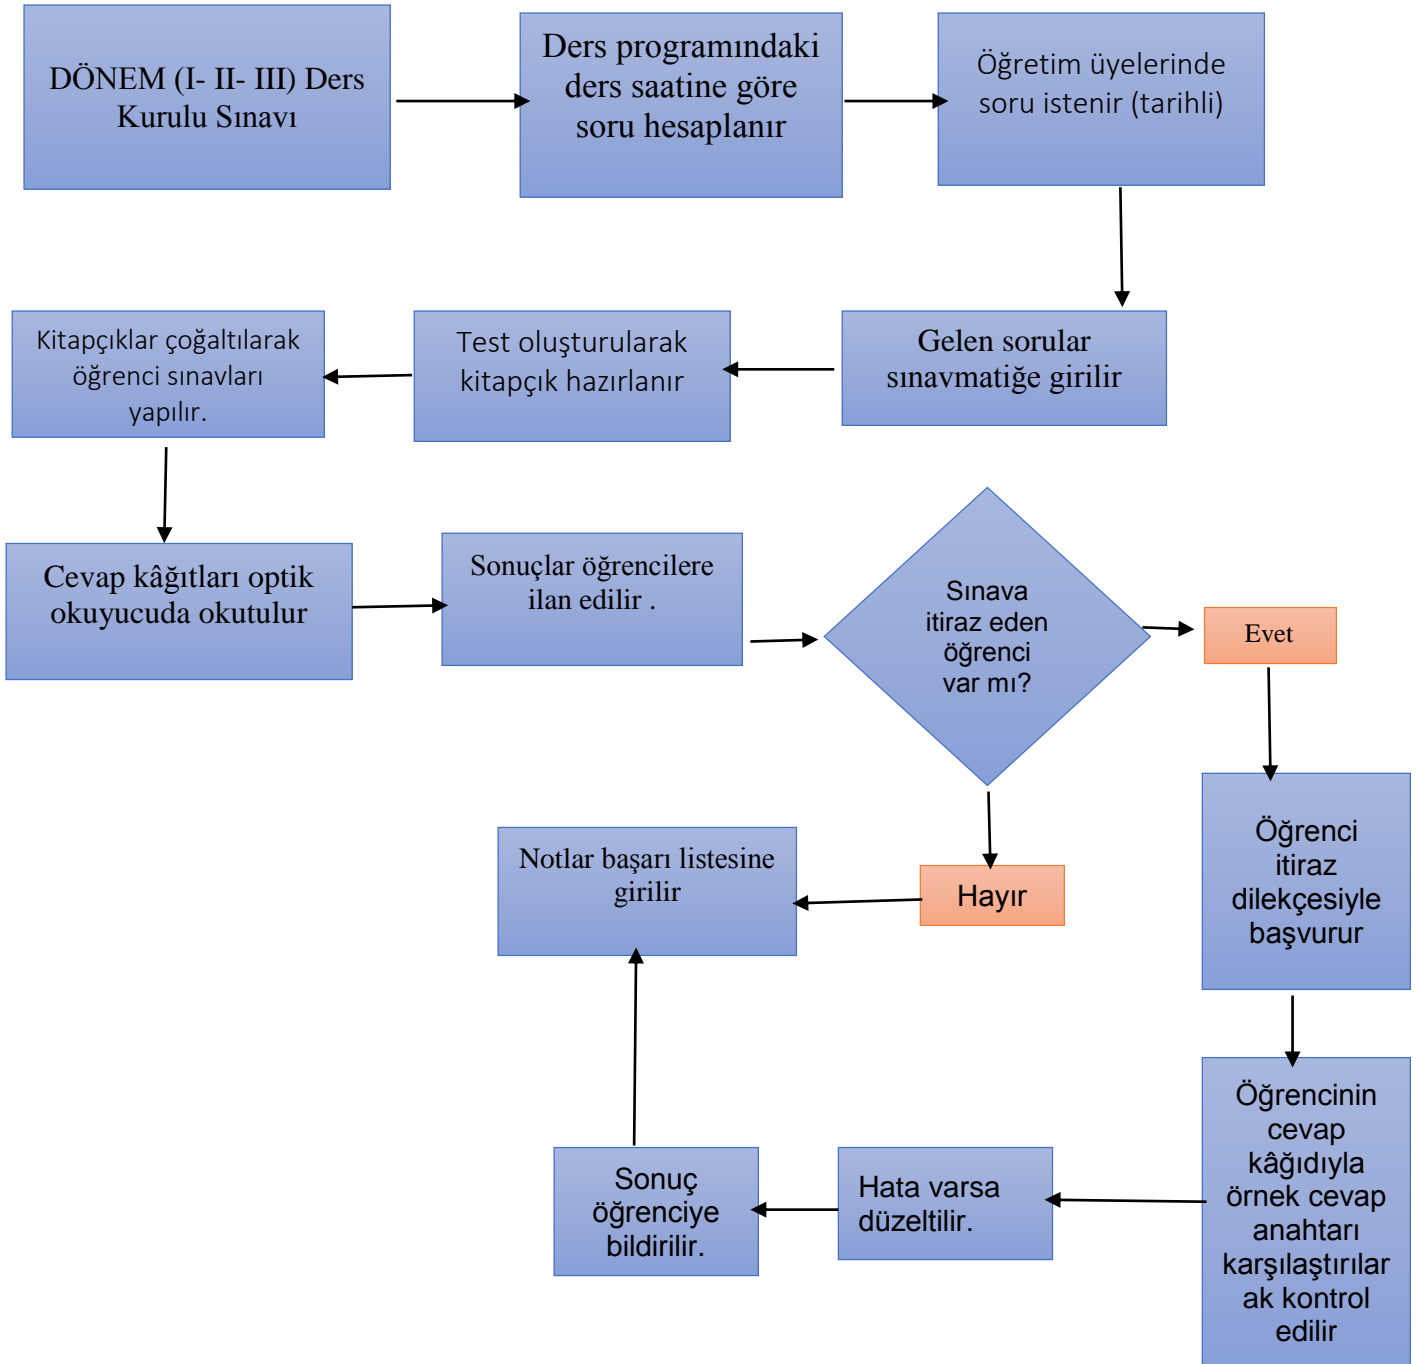 DÖNEM (I- II- III) Ders
Kurulu Sınavı
Ders programındaki
ders saatine göre
soru hesaplanır
Öğretim üyelerinde
soru istenir (tarihli)
Gelen sorular
sınavmatiğe girilir
Test oluşturularak
kitapçık hazırlanır
Kitapçıklar çoğaltılarak
öğrenci sınavları
yapılır.
Cevap kâğıtları optik
okuyucuda okutulur
Sonuçlar öğrencilere
ilan edilir .
Sınava
itiraz eden
öğrenci
var mı?
Evet
Öğrenci
itiraz
dilekçesiyle
başvurur
Hayır
Notlar başarı listesine
girilir
Öğrencinin
cevap
kâğıdıyla
örnek cevap
anahtarı
karşılaştırılar
ak kontrol
edilir
Hata varsa
düzeltilir.
Sonuç
öğrenciye
bildirilir.